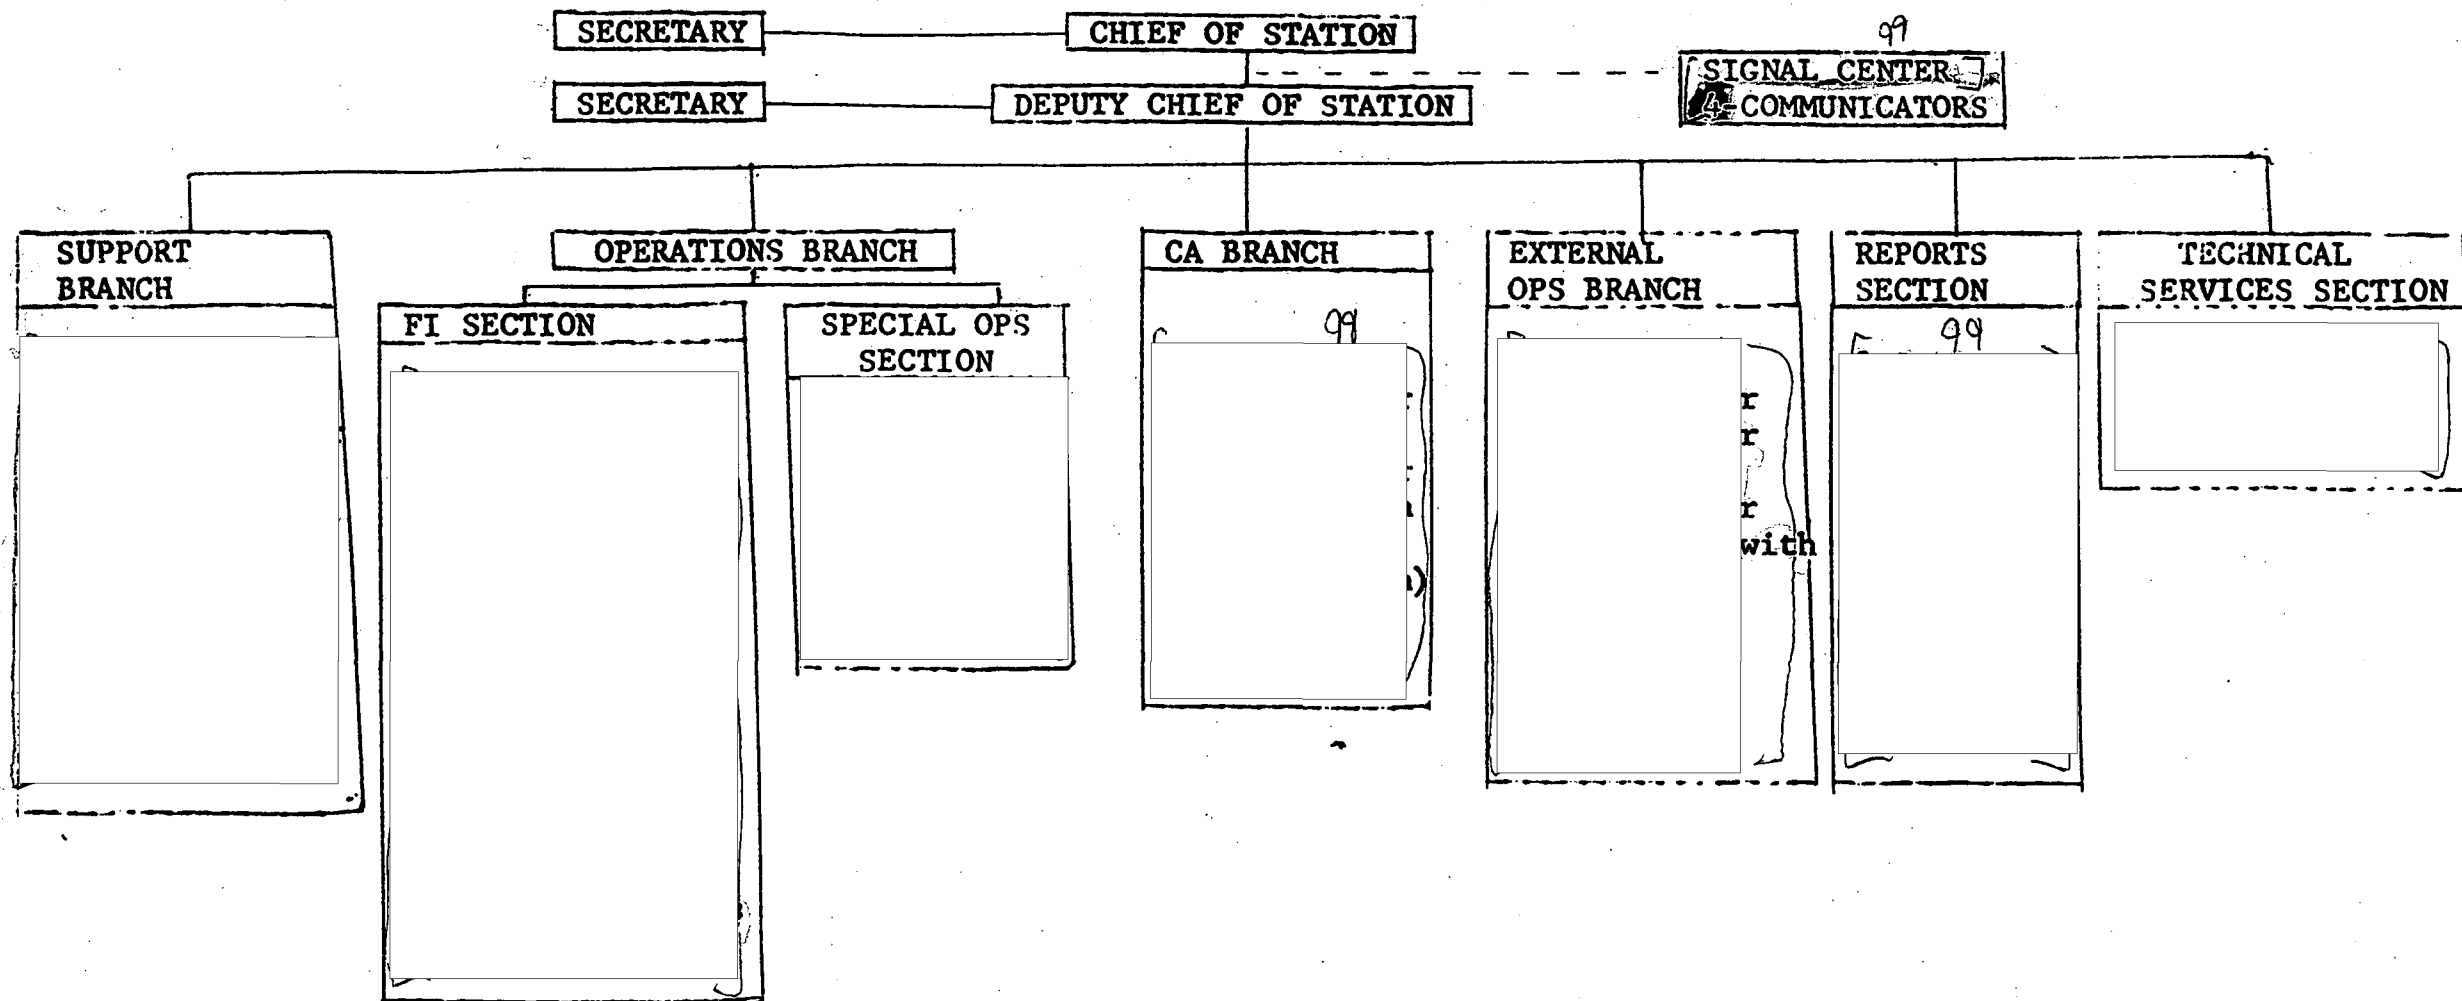 SECRETARY
CHIEF OF STATION
99
SIGNAL CENTER
4-COMMUNICATORS
SECRETARY
DEPUTY CHIEF OF STATION
SUPPORT
BRANCH
OPERATIONS BRANCH
FI SECTION
SPECIAL OPS
SECTION
CA BRANCH
99
EXTERNAL
OPS BRANCH
r
r
r
with
REPORTS
SECTION
99
TECHNICAL
SERVICES SECTION